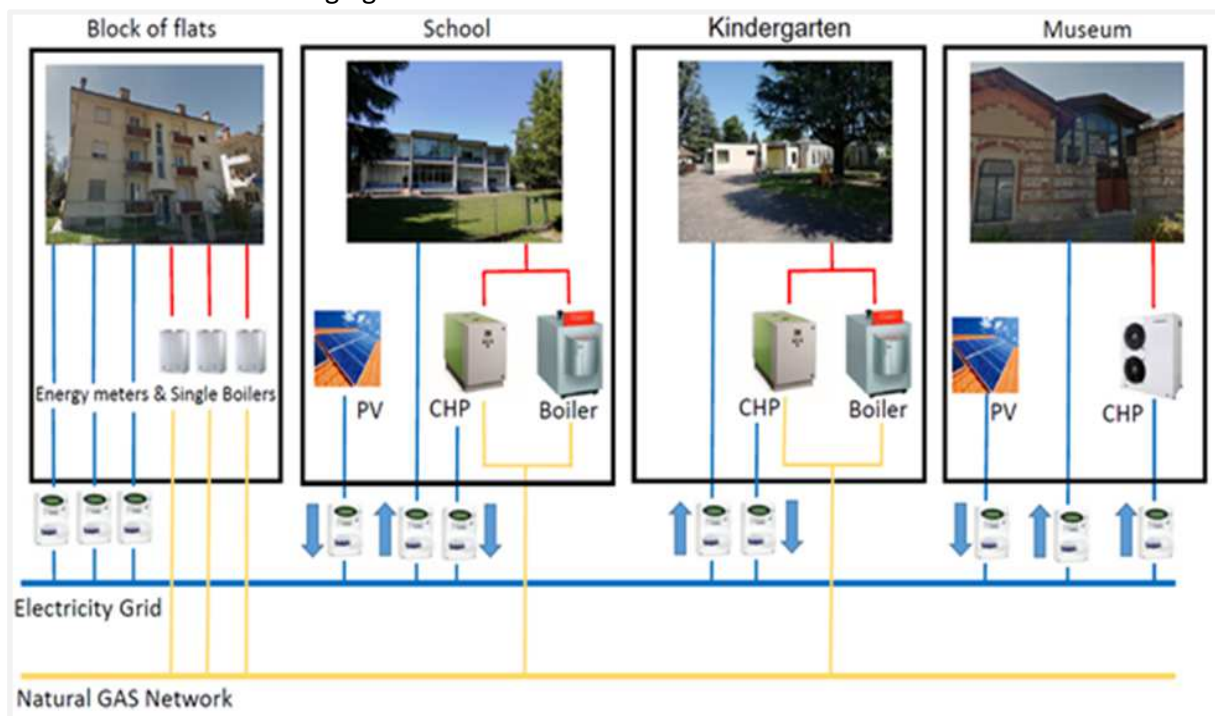 Block of flats
School
Kindergarten
Museum
Energy meters & Single Boilers
PV
CHP
Boiler
CHP
Boiler
PV
CHP
Electricity Grid
Natural GAS Network